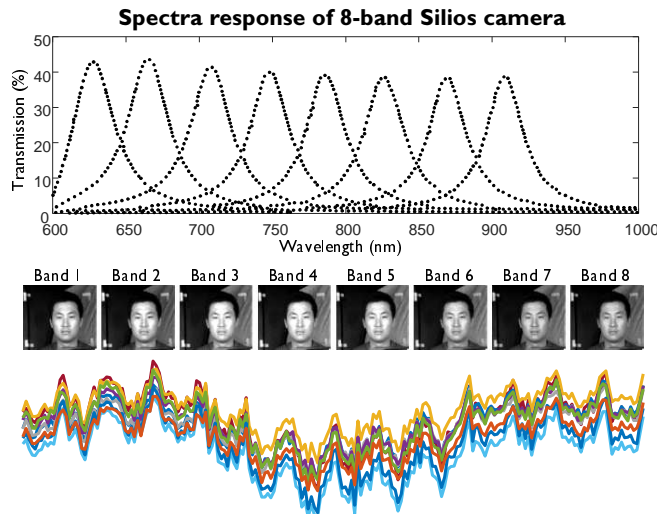 Spectra response of 8-band Silios camera
Transmission (%)
50
40
30
20
10
0
600 650 700 750 800 850 900 950 1000
Wavelength (nm)
Band 1 Band 2 Band 3 Band 4 Band 5 Band 6 Band 7 Band 8